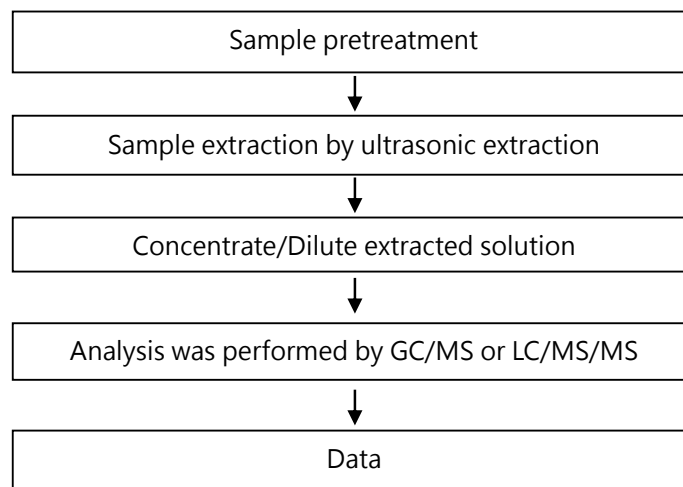 Sample pretreatment
Sample extraction by ultrasonic extraction
Concentrate/Dilute extracted solution
Analysis was performed by GC/MS or LC/MS/MS
Data